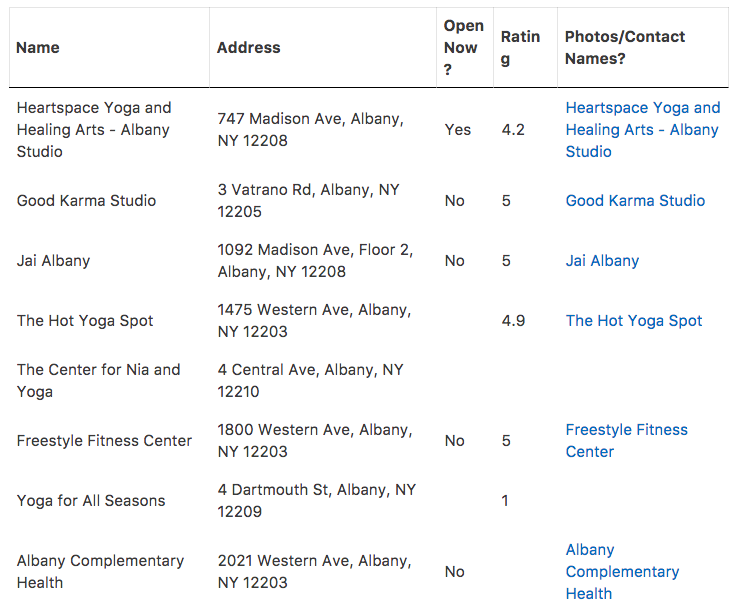 Name
Address
Open Now ?
Ratin g
Photos/Contact Names?
Heartspace Yoga and
Healing Arts - Albany
Studio
747 Madison Ave, Albany,
NY 12208
Yes
4.2
Heartspace Yoga and
Healing Arts - Albany
Studio
Good Karma Studio
3 Vatrano Rd, Albany, NY
12205
No
5
Good Karma Studio
Jai Albany
1092 Madison Ave, Floor 2,
Albany, NY 12208
No
5
Jai Albany
The Hot Yoga Spot
1475 Western Ave, Albany,
NY 12203
4.9
The Hot Yoga Spot
The Center for Nia and
Yoga
4 Central Ave, Albany, NY
12210
Freestyle Fitness Center
1800 Western Ave, Albany,
NY 12203
No
5
Freestyle Fitness
Center
Yoga for All Seasons
4 Dartmouth St, Albany, NY
12209
1
Albany Complementary
Health
2021 Western Ave, Albany,
NY 12203
No
Albany
Complementary
Health